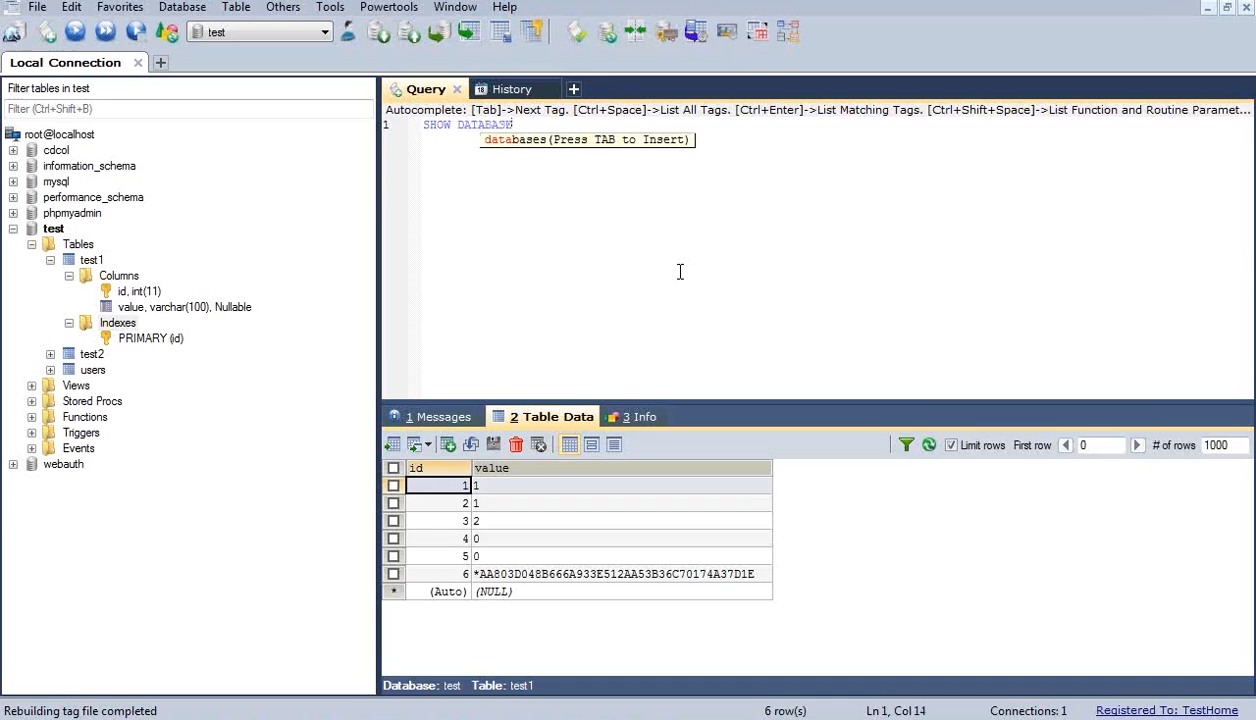 File Edit Favorites Database Table Others Tools Powertools Window Help
test
Local Connection
Filter tables in test
Filter (Ctrl+Shift+B)
root@localhost
cdcol
information_schema
mysql
performance_schema
phpmyadmin
test
Tables
test1
Columns
id, int(11)
value, varchar(100), Nullable
Indexes
PRIMARY (id)
test2
users
Views
Stored Procs
Functions
Triggers
Events
webauth
Query History
Autocomplete: [Tab]->Next Tag. [Ctrl+Space]->List All Tags. [Ctrl+Enter]->List Matching Tags. [Ctrl+Shift+Space]->List Function and Routine Paramet...
1 SHOW DATABASE
databases(Press TAB to Insert)
1 Messages 2 Table Data 3 Info
Limit rows First row 0 # of rows 1000
id value
1 1
2 1
3 2
4 0
5 0
6 *AA803D048B666A933E512AA53B36C70174A37D1E
* (Auto) (NULL)
Database: test Table: test1
Rebuilding tag file completed 6 row(s) Ln 1, Col 14 Connections: 1 Registered To: TestHome